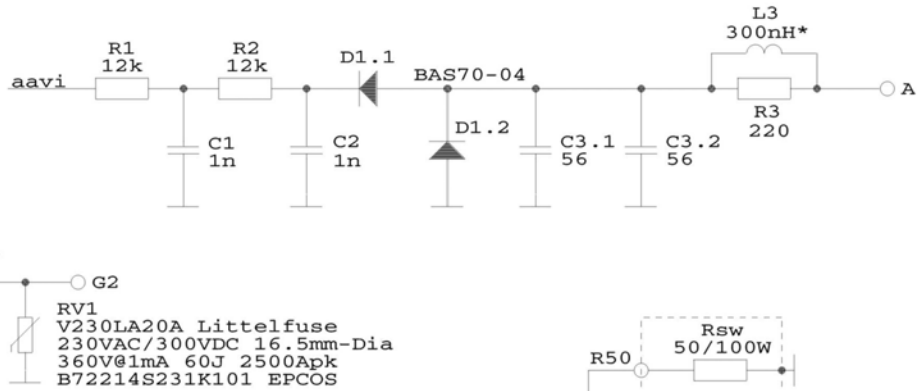 L3
300nH*
R1
12k
R2
12k
D1.1
BAS70-04
aavi
A
R3
220
C1
1n
C2
1n
D1.2
C3.1
56
C3.2
56
G2
RV1
V230LA20A Littelfuse
230VAC/300VDC 16.5mm-Dia
360V@1mA 60J 2500Apk
B72214S231K101 EPCOS
Rsw
50/100W
R50